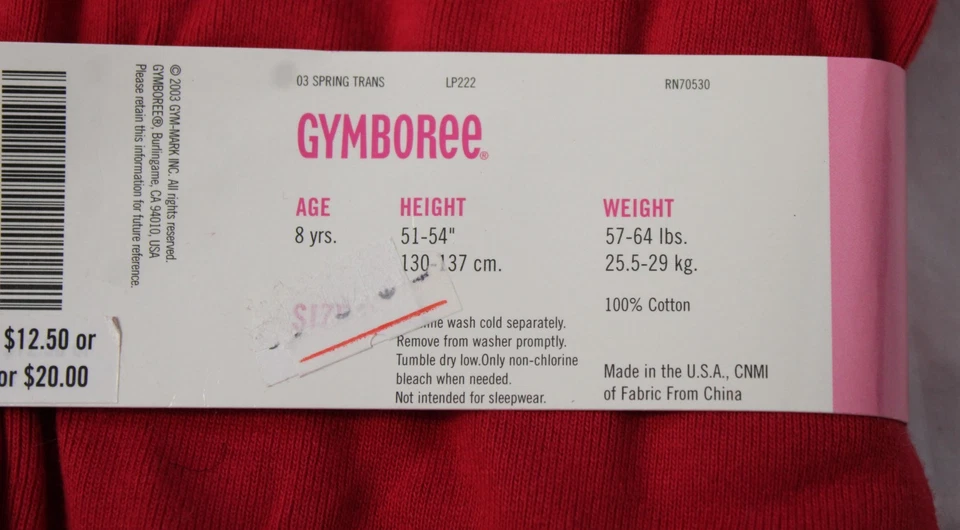 © 2003 GYM-MARK INC. All rights reserved.
GYMBOREE®, Burlingame, CA 94010, USA
Please retain this information for future reference.
$12.50 or
or $20.00
03 SPRING TRANS LP222 RN70530
GYMBOREE®
AGE HEIGHT WEIGHT
8 yrs. 51-54" 57-64 lbs.
130-137 cm. 25.5-29 kg.
100% Cotton
wash cold separately.
Remove from washer promptly.
Tumble dry low.Only non-chlorine
bleach when needed.
Not intended for sleepwear.
Made in the U.S.A., CNMI
of Fabric From China